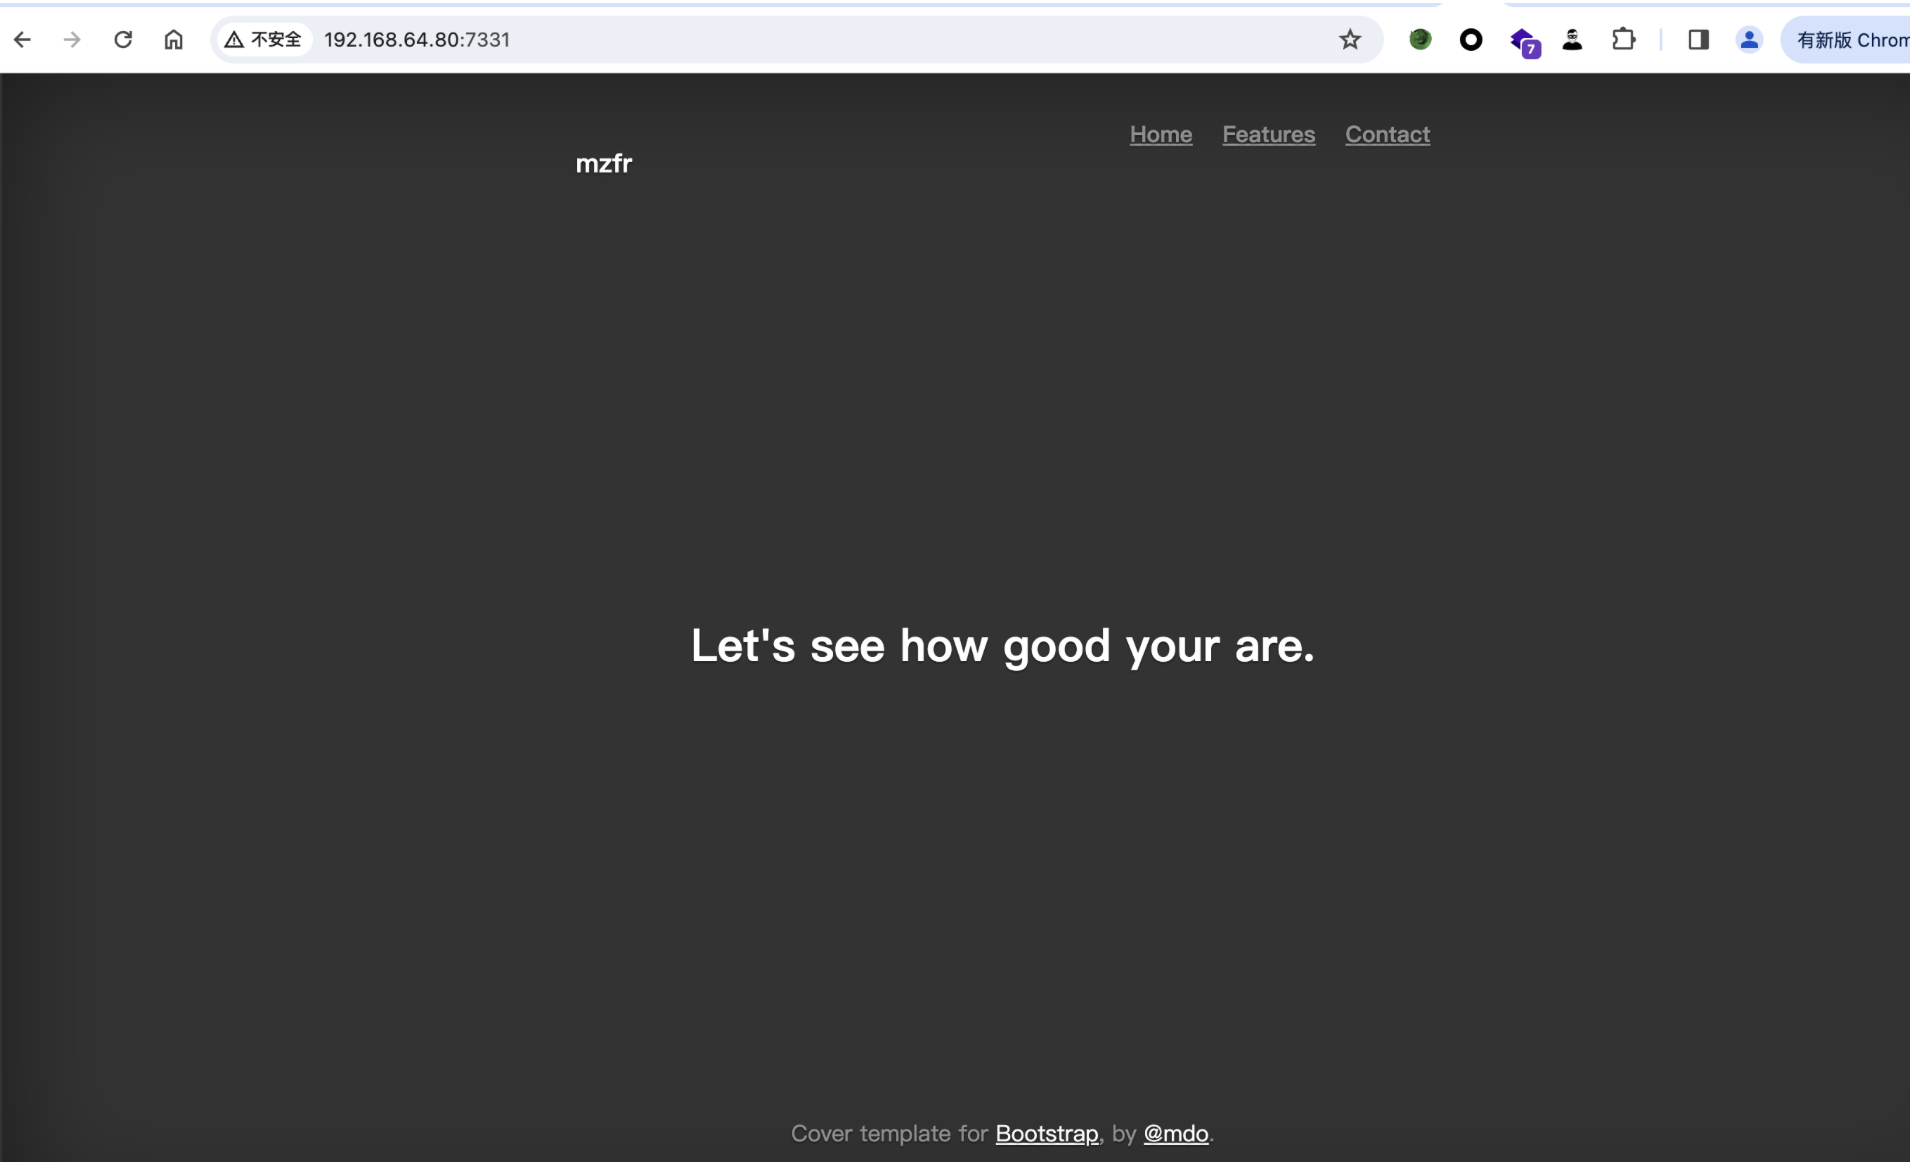 不安全 192.168.64.80:7331 7 有新版 Chrom
Home Features Contact
mzfr
Let's see how good your are.
Cover template for Bootstrap, by @mdo.